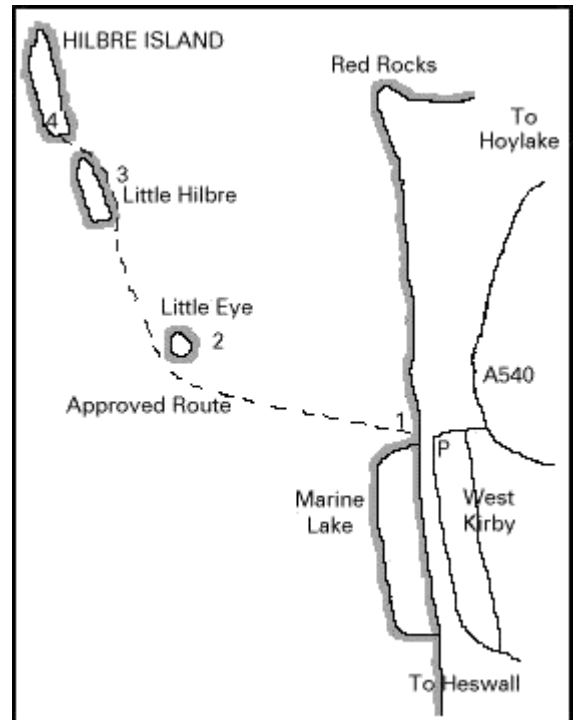 HILBRE ISLAND
Red Rocks
To
Hoylake
4
3
Little Hilbre
Little Eye
2
A540
Approved Route
1
P
Marine
Lake
West
Kirby
To Heswall